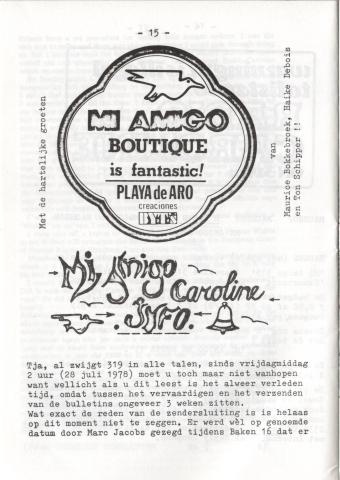 - 15 -
Met de hartelijke groeten
MI AMIGO
BOUTIQUE
is fantastic!
PLAYA de ARO
creaciones
van
Maurice Bokkebroek, Haike Debois
en Ton Schipper !!
Mi Amigo
Caroline
.INFO.
Tja, al zwijgt 319 in alle talen, sinds vrijdagmiddag
2 uur (28 juli 1978) moet u toch maar niet wanhopen
want wellicht als u dit leest is het alweer verleden
tijd, omdat tussen het vervaardigen en het verzenden
van de bulletins ongeveer 3 weken zitten.
Wat exact de reden van de zendersluiting is is helaas
op dit moment niet te zeggen. Er werd wèl op genoemde
datum door Marc Jacobs gezegd tijdens Baken 16 dat er